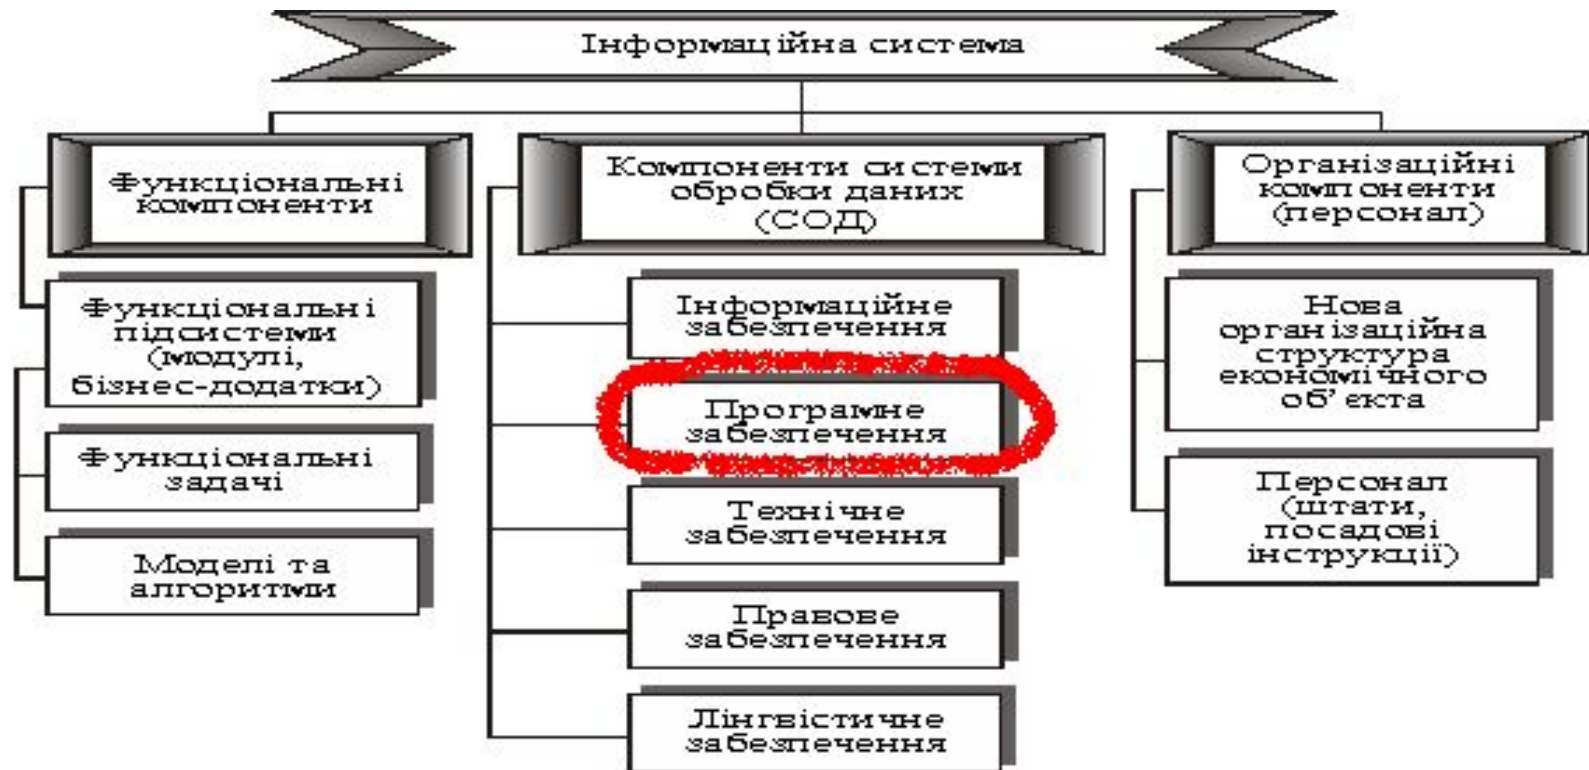 Інформаційна система
Функціональні
компоненти
Функціональні
підсистеми
(модулі,
бізнес-додатки)
Функціональні
задачі
Моделі та
алгоритми
Компоненти системи
обробки даних
(СОД)
Інформаційне
забезпечення
Програмне
забезпечення
Технічне
забезпечення
Правове
забезпечення
Лінгвістичне
забезпечення
Організаційні
компоненти
(персонал)
Нова
організаційна
структура
економічного
об’єкта
Персонал
(штати,
посадові
інструкції)